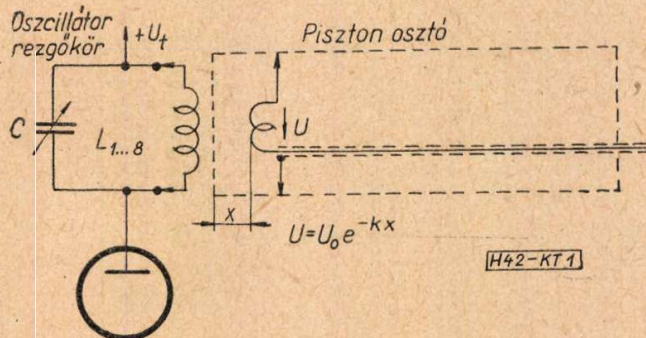 Oszcillátor
rezgőkör
+Ut
Piszton osztó
C
L1...8
U
x
U=U₀e^-kx
H42-KT1